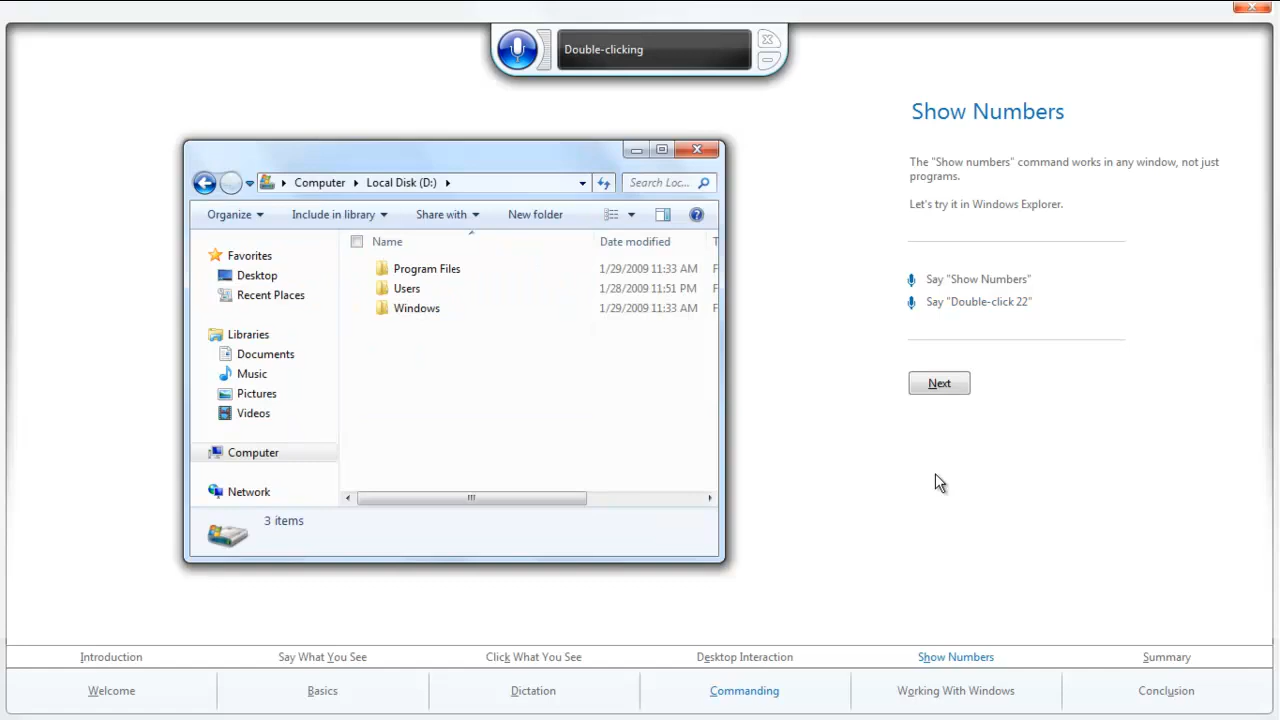 Double-clicking
Show Numbers
The "Show numbers" command works in any window, not just
programs.
Let's try it in Windows Explorer.
Say "Show Numbers"
Say "Double-click 22"
Next
Computer Local Disk (D:)
Search Loc...
Organize Include in library Share with New folder
Name Date modified T
Favorites
Desktop
Recent Places
Libraries
Documents
Music
Pictures
Videos
Computer
Network
Program Files 1/29/2009 11:33 AM F
Users 1/28/2009 11:51 PM F
Windows 1/29/2009 11:33 AM F
3 items
Introduction Say What You See Click What You See Desktop Interaction Show Numbers Summary
Welcome Basics Dictation Commanding Working With Windows Conclusion